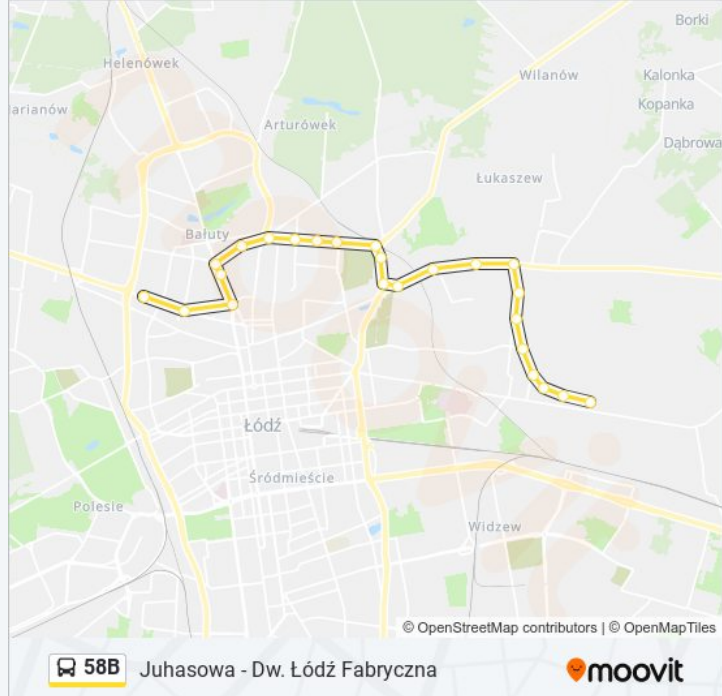 Borki
Helenówek
Wilanów
Kalonka
Kopanka
arianów
Arturówek
Dąbrowa
Łukaszew
Bałuty
Łódź
Śródmieście
Polesie
Widzew
© OpenStreetMap contributors | © OpenMapTiles
58B Juhasowa - Dw. Łódź Fabryczna
moovit